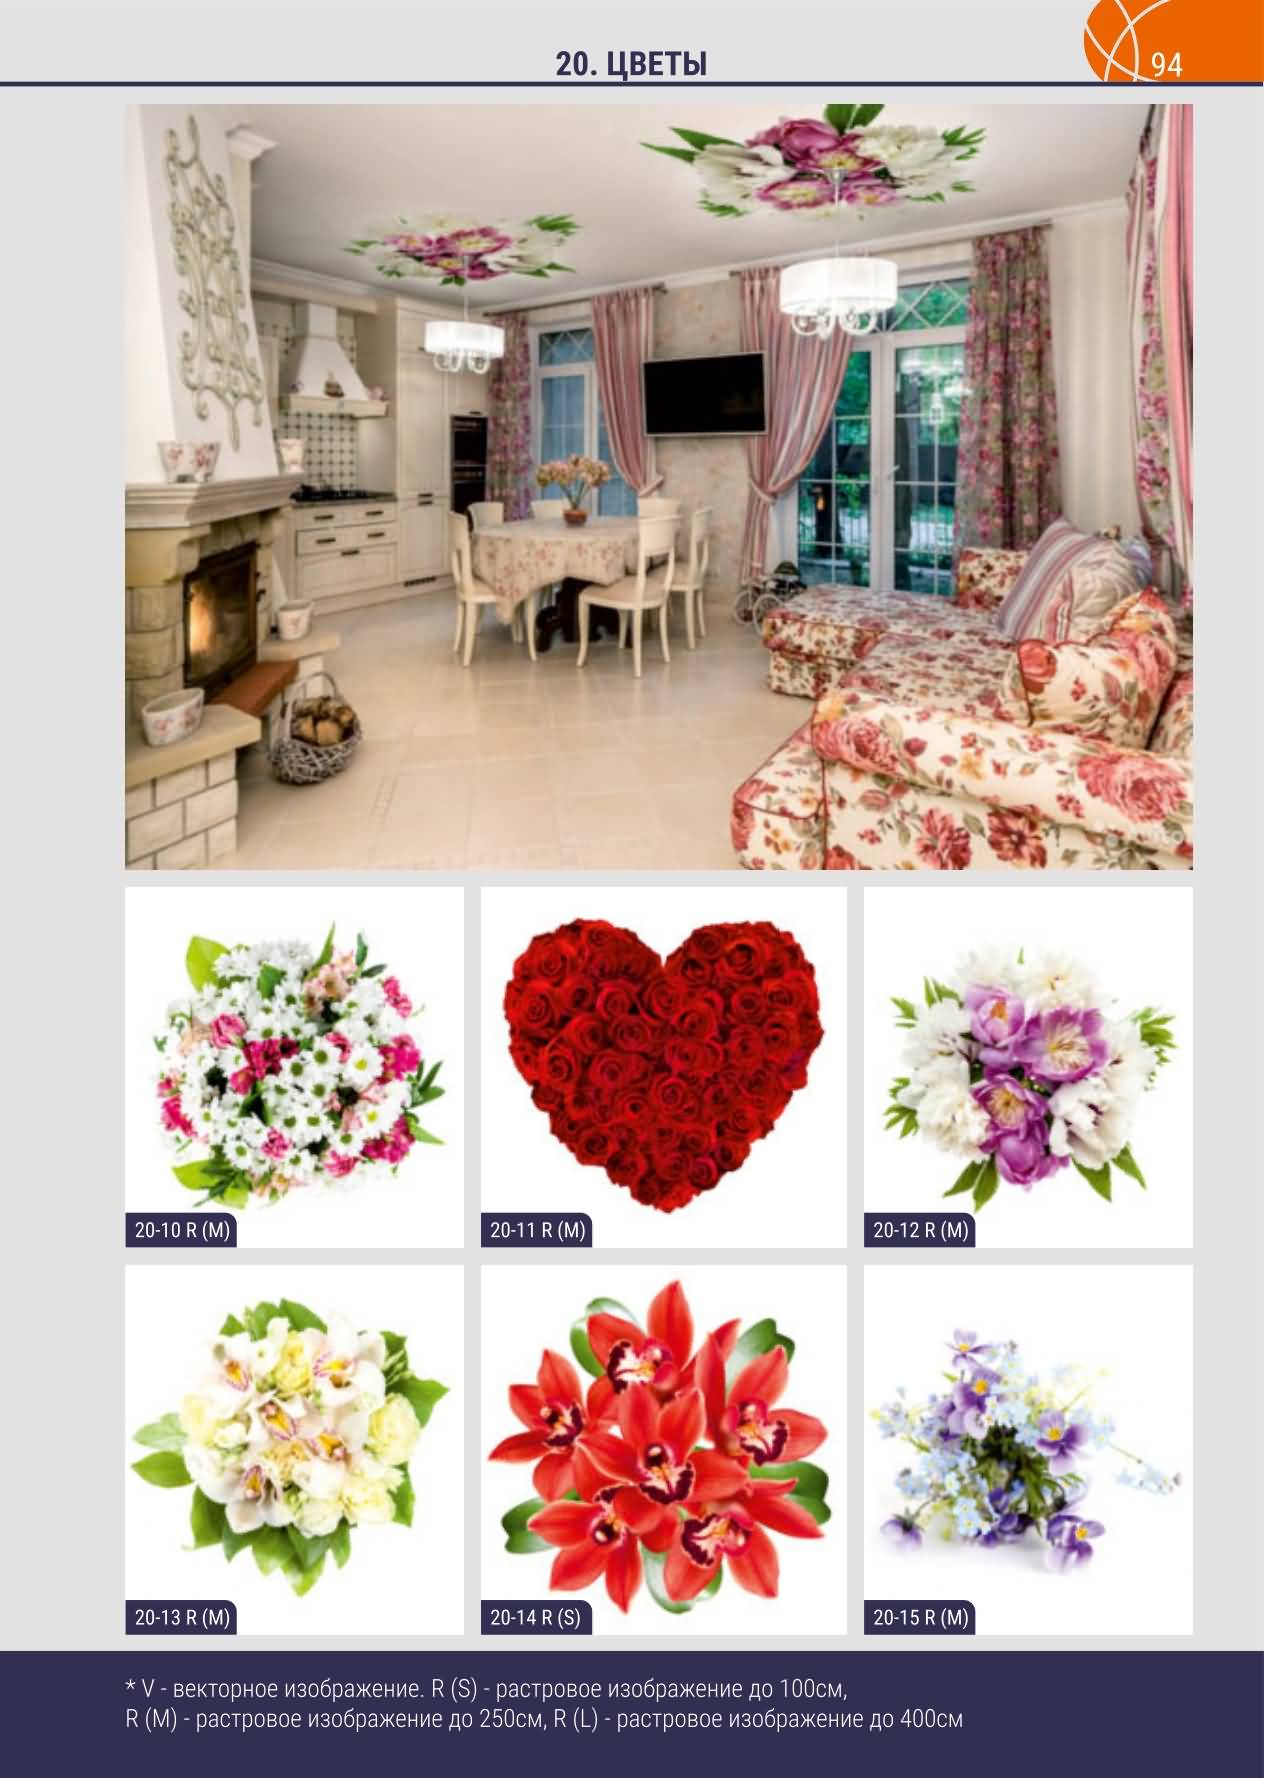 20. ЦВЕТЫ
94
20-10 R (M)
20-11 R (M)
20-12 R (M)
20-13 R (M)
20-14 R (S)
20-15 R (M)
* V - векторное изображение. R (S) - растровое изображение до 100см,
R (M) - растровое изображение до 250см, R (L) - растровое изображение до 400см